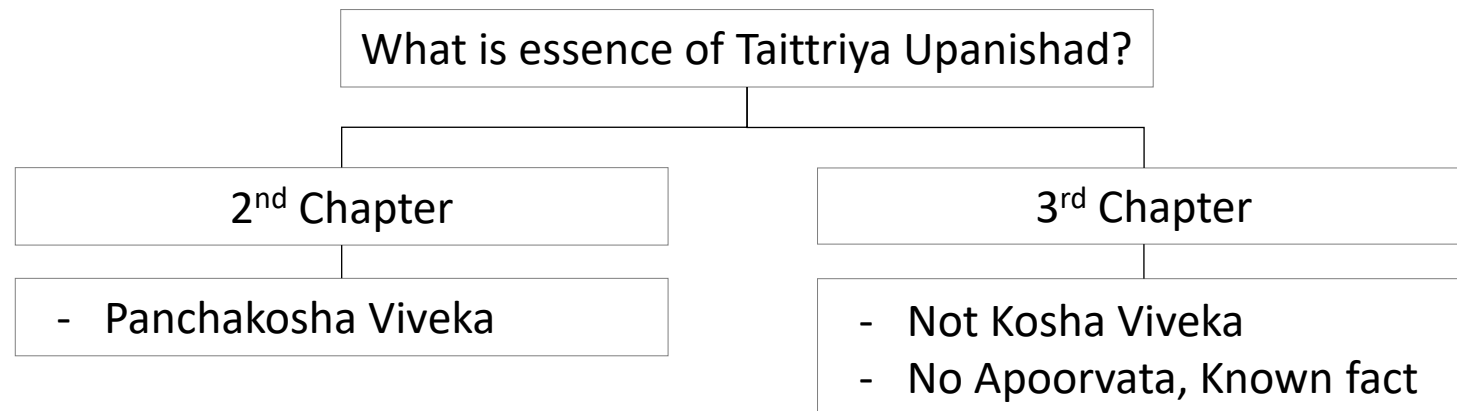 What is essence of Taittriya Upanishad?
2nd Chapter
3rd Chapter
- Panchakosha Viveka
- Not Kosha Viveka
- No Apoorvata, Known fact